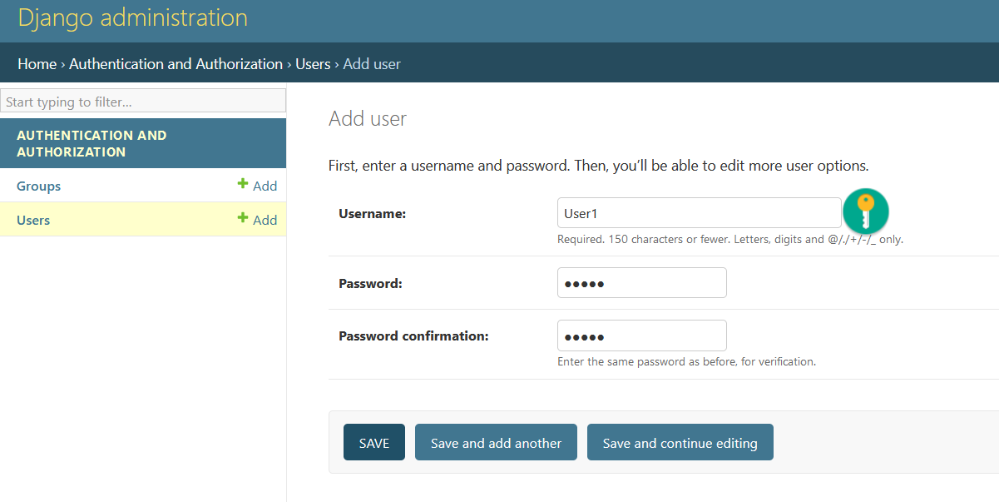 Django administration
Home › Authentication and Authorization › Users › Add user
Start typing to filter...
AUTHENTICATION AND
AUTHORIZATION
Groups
Add
Users
Add
Add user
First, enter a username and password. Then, you’ll be able to edit more user options.
Username:
User1
Required. 150 characters or fewer. Letters, digits and @/./+/-/_ only.
Password:
●●●●●
Password confirmation:
●●●●●
Enter the same password as before, for verification.
SAVE
Save and add another
Save and continue editing